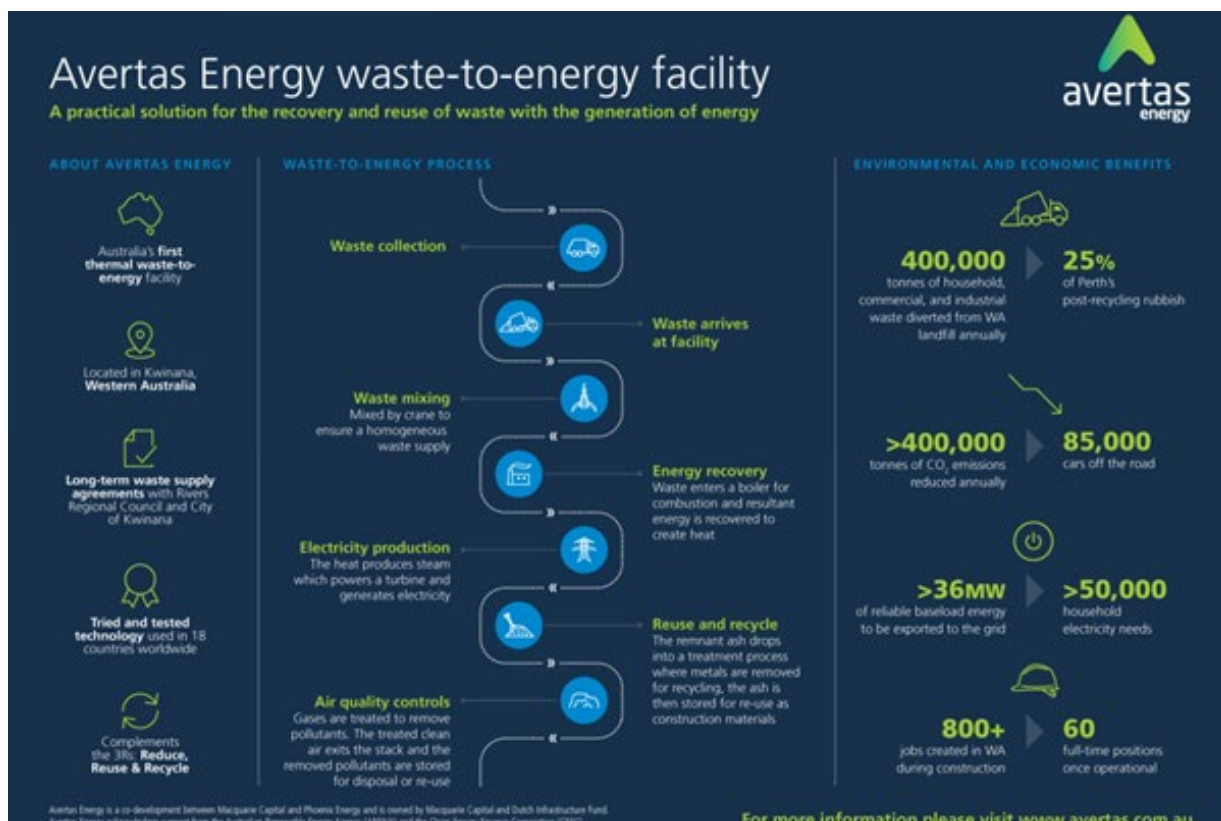 Avertas Energy waste-to-energy facility
A practical solution for the recovery and reuse of waste with the generation of energy
avertas
energy
ABOUT AVERTAS ENERGY
Australia's first
thermal waste-to-
energy facility
Located in Kwinana,
Western Australia
Long-term waste supply
agreements with Rivers
Regional Council and City
of Kwinana
Tried and tested
technology used in 18
countries worldwide
Complements
the 3Rs: Reduce,
Reuse & Recycle
WASTE-TO-ENERGY PROCESS
Waste collection
Waste arrives
at facility
Waste mixing
Mixed by crane to
ensure a homogeneous
waste supply
Energy recovery
Waste enters a boiler for
combustion and resultant
energy is recovered to
create heat
Electricity production
The heat produces steam
which powers a turbine and
generates electricity
Reuse and recycle
The remnant ash drops
into a treatment process
where metals are removed
for recycling, the ash is
then stored for re-use as
construction materials
Air quality controls
Gases are treated to remove
pollutants. The treated clean
air exits the stack and the
removed pollutants are stored
for disposal or re-use
ENVIRONMENTAL AND ECONOMIC BENEFITS
400,000
tonnes of household,
commercial, and industrial
waste diverted from WA
landfill annually
25%
of Perth's
post-recycling rubbish
>400,000
tonnes of CO₂ emissions
reduced annually
85,000
cars off the road
>36MW
of reliable baseload energy
to be exported to the grid
>50,000
household
electricity needs
800+
jobs created in WA
during construction
60
full-time positions
once operational
Avertas Energy is a co-development between Macquarie Capital and Phoenix Energy and is owned by Macquarie Capital and Dutch Infrastructure Fund.
For more information please visit www.avertas.com.au